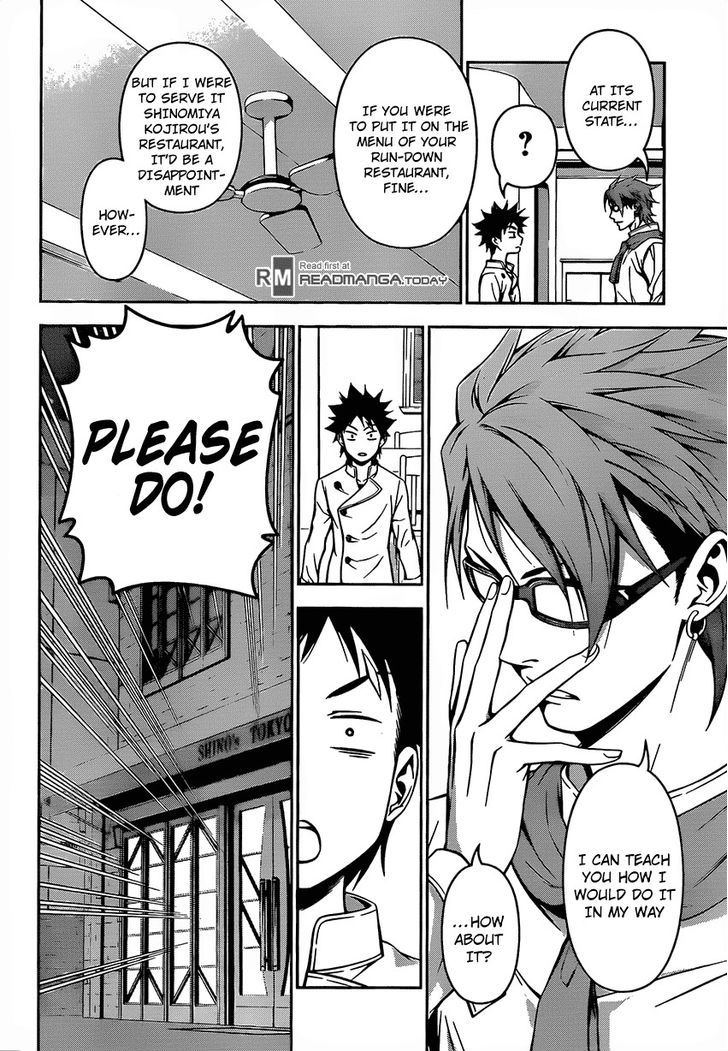 AT ITS
CURRENT
STATE...
?
IF YOU WERE
TO PUT IT ON THE
MENU OF YOUR
RUN-DOWN
RESTAURANT,
FINE...
BUT IF I WERE
TO SERVE IT
SHINOMIYA
KOJIROU'S
RESTAURANT,
IT'D BE A
DISAPPOINT-
MENT
HOW-
EVER...
RM
Read first at
READMANGA.TODAY
I CAN TEACH
YOU HOW I
WOULD DO IT
IN MY WAY
...HOW
ABOUT
IT?
PLEASE
DO!
SHINO's TOKYO